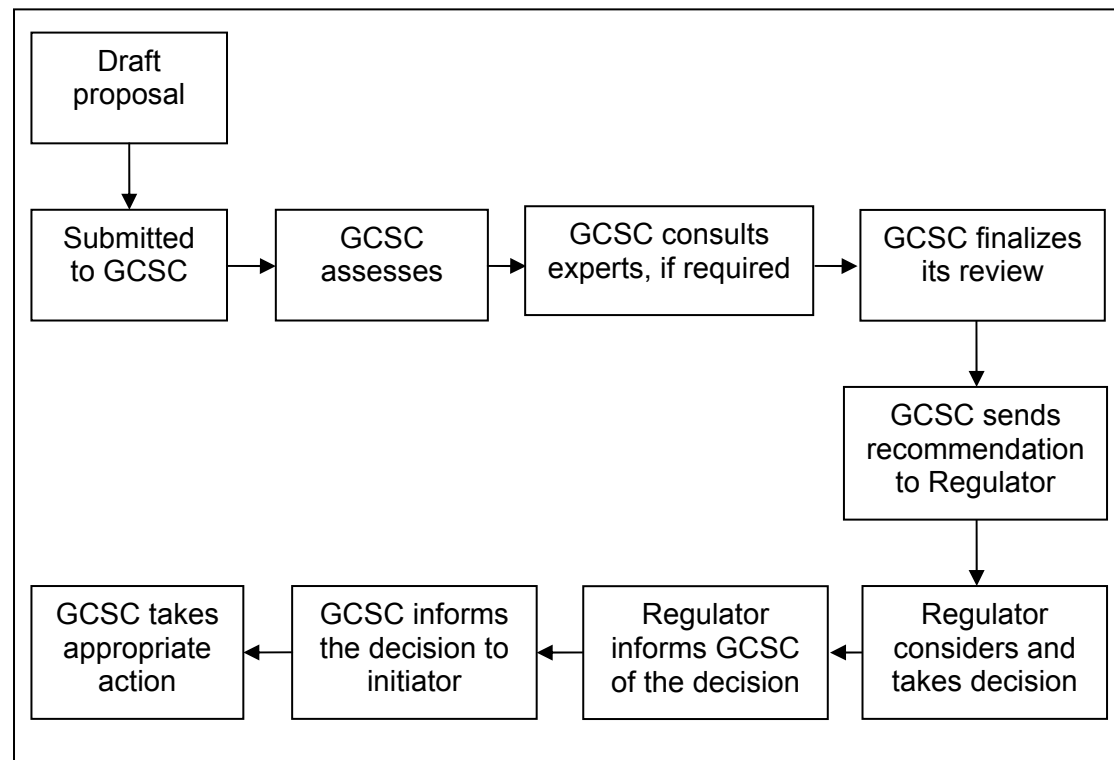 Draft
proposal
Submitted
to GCSC
GCSC
assesses
GCSC consults
experts, if required
GCSC finalizes
its review
GCSC sends
recommendation
to Regulator
Regulator
considers and
takes decision
Regulator
informs GCSC
of the decision
GCSC informs
the decision to
initiator
GCSC takes
appropriate
action